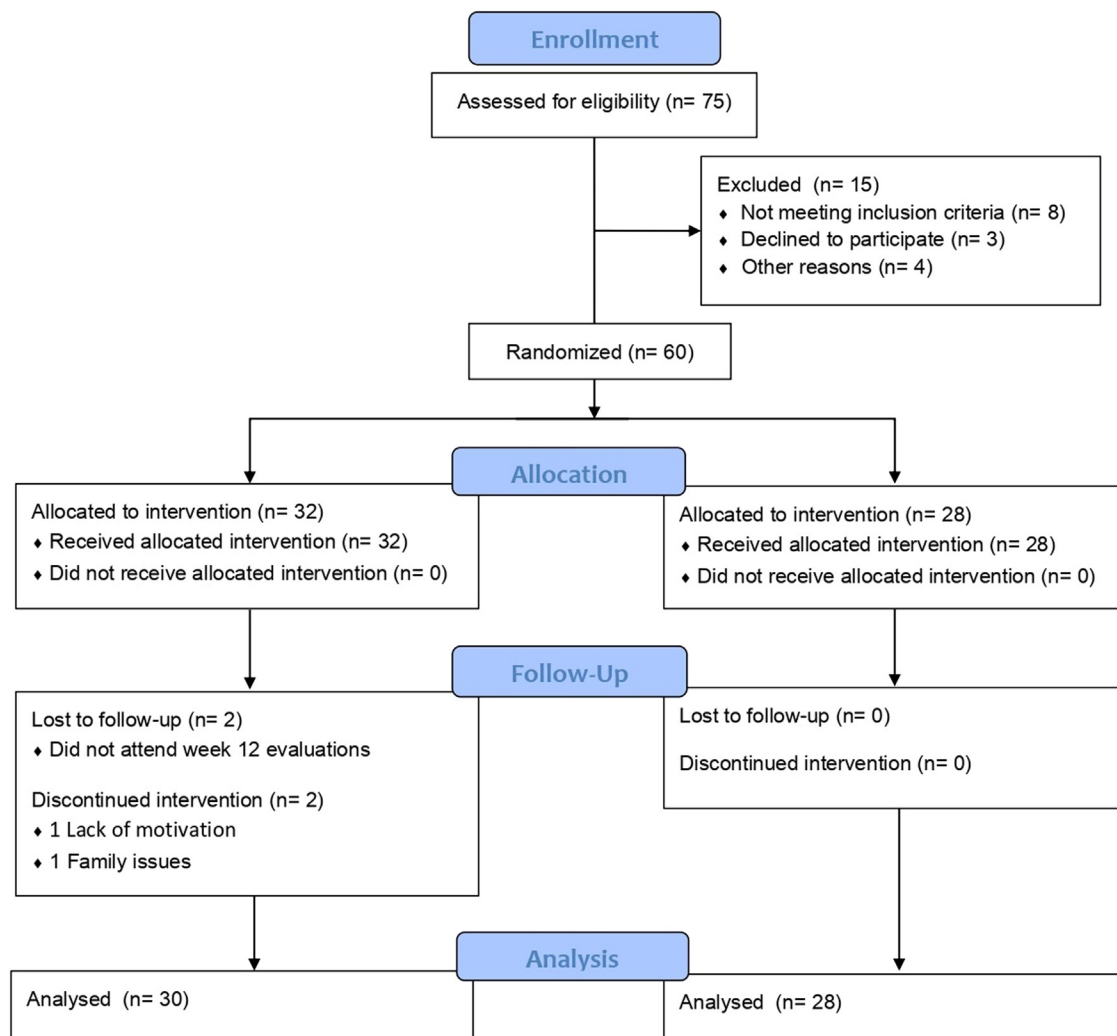 Enrollment
Assessed for eligibility (n= 75)
Excluded (n= 15)
♦ Not meeting inclusion criteria (n= 8)
♦ Declined to participate (n= 3)
♦ Other reasons (n= 4)
Randomized (n= 60)
Allocation
Allocated to intervention (n= 32)
♦ Received allocated intervention (n= 32)
♦ Did not receive allocated intervention (n= 0)
Allocated to intervention (n= 28)
♦ Received allocated intervention (n= 28)
♦ Did not receive allocated intervention (n= 0)
Follow-Up
Lost to follow-up (n= 2)
♦ Did not attend week 12 evaluations
Discontinued intervention (n= 2)
♦ 1 Lack of motivation
♦ 1 Family issues
Lost to follow-up (n= 0)
Discontinued intervention (n= 0)
Analysis
Analysed (n= 30)
Analysed (n= 28)